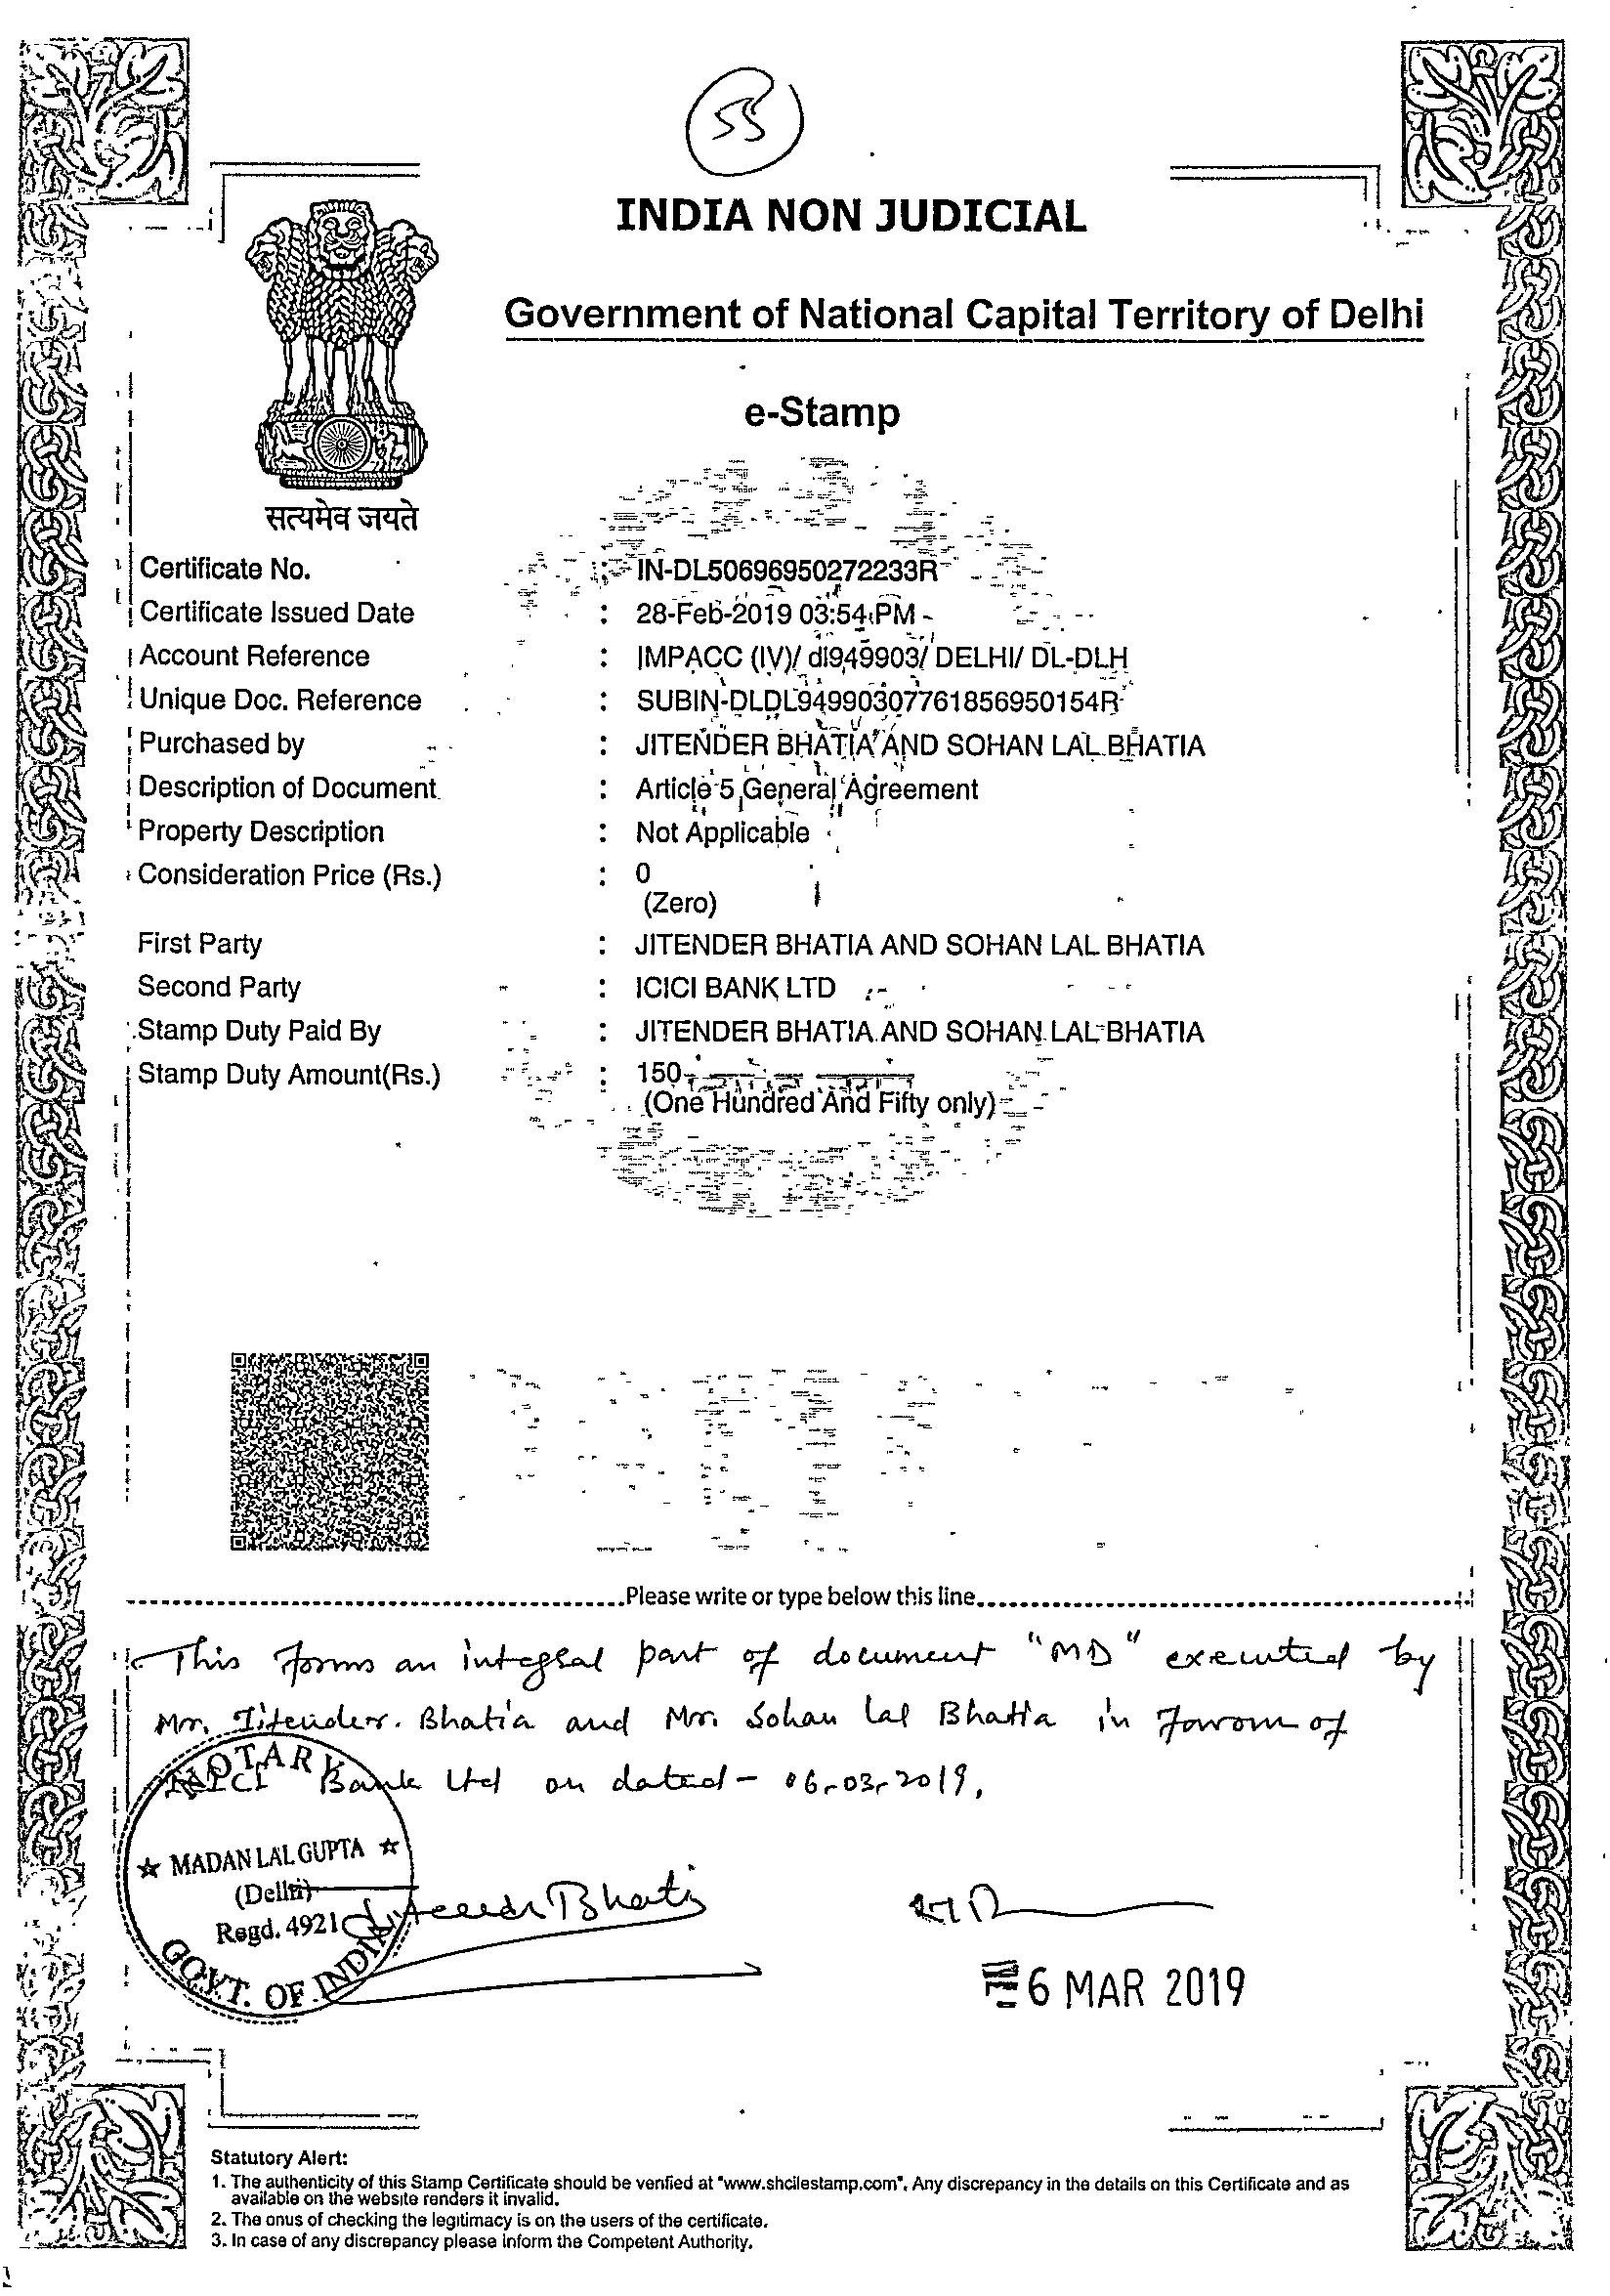 55
INDIA NON JUDICIAL
Government of National Capital Territory of Delhi
e-Stamp
सत्यमेव जयते
Certificate No. : IN-DL50696950272233R
Certificate Issued Date : 28-Feb-2019 03:54 PM
Account Reference : IMPACC (IV)/ dl949903/ DELHI/ DL-DLH
Unique Doc. Reference : SUBIN-DLDL94990307761856950154R
Purchased by : JITENDER BHATIA AND SOHAN LAL BHATIA
Description of Document : Article 5 General Agreement
Property Description : Not Applicable
Consideration Price (Rs.) : 0
(Zero)
First Party : JITENDER BHATIA AND SOHAN LAL BHATIA
Second Party : ICICI BANK LTD
Stamp Duty Paid By : JITENDER BHATIA AND SOHAN LAL BHATIA
Stamp Duty Amount(Rs.) : 150
(One Hundred And Fifty only)
Please write or type below this line
This forms an integral part of document "MD" executed by
Mr. Jitender. Bhatia and Mr. Sohan lal Bhatia in favour of
ICICI Bank Ltd on dated - 06-03-2019.
NOTARY
★ MADAN LAL GUPTA ★
(Delhi)
Regd. 4921
GOVT. OF INDIA
Jitender Bhatia
6 MAR 2019
Statutory Alert:
1. The authenticity of this Stamp Certificate should be verified at "www.shcilestamp.com". Any discrepancy in the details on this Certificate and as
available on the website renders it invalid.
2. The onus of checking the legitimacy is on the users of the certificate.
3. In case of any discrepancy please inform the Competent Authority.